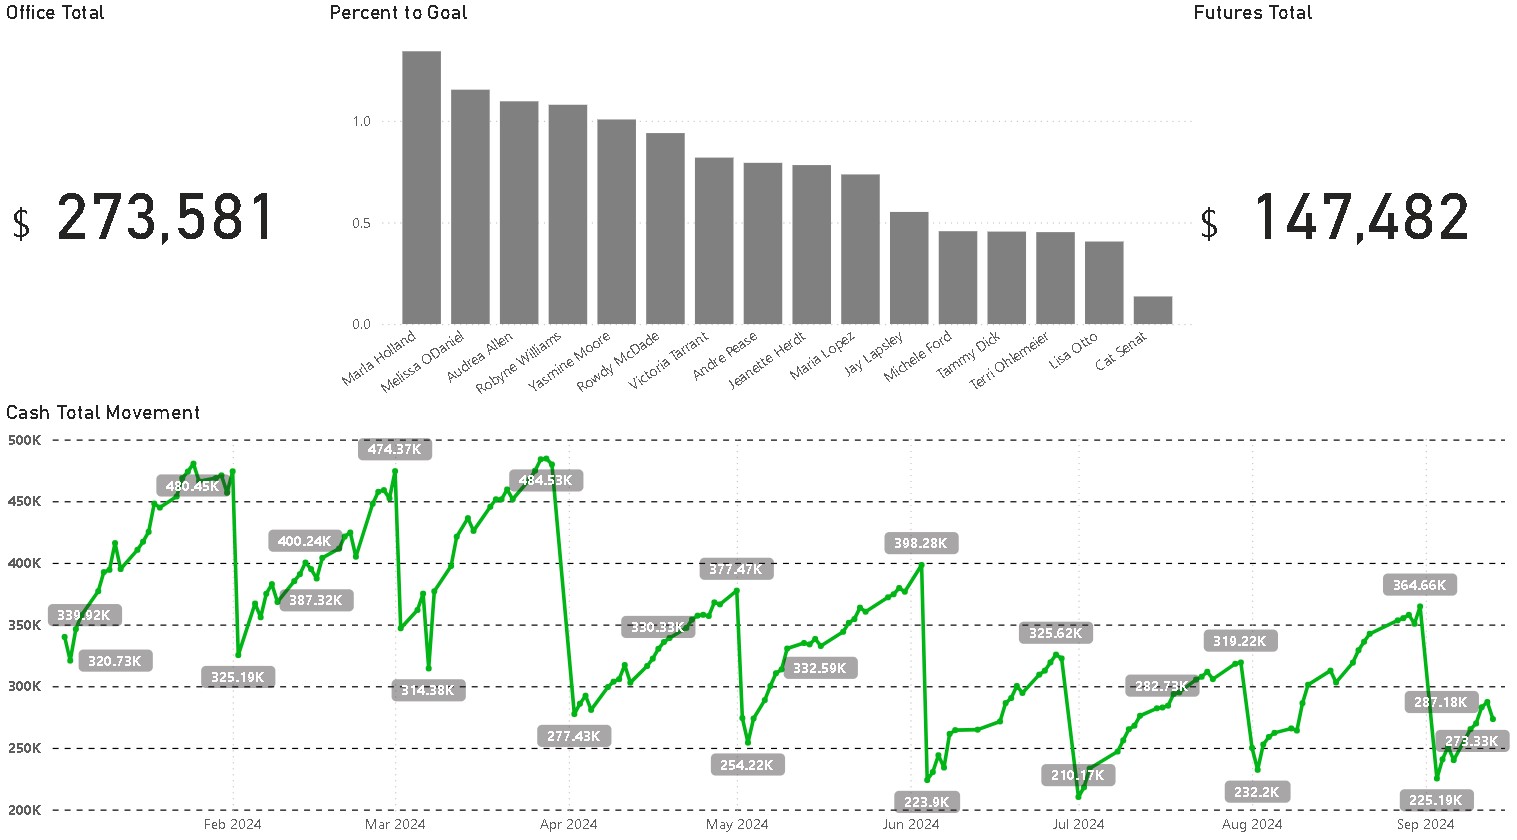 Office Total
Percent to Goal
Futures Total
1.0
0.5
0.0
$ 273,581
$ 147,482
Marla Holland
Melissa ODaniel
Audrea Allen
Robyne Williams
Yasmine Moore
Rowdy McDade
Victoria Tarrant
Andre Pease
Jeanette Herdt
Maria Lopez
Jay Lapsley
Michele Ford
Tammy Dick
Terri Ohlemeier
Lisa Otto
Cat Senat
Cash Total Movement
500K
450K
400K
350K
300K
250K
200K
339.92K
320.73K
480.45K
325.19K
400.24K
387.32K
474.37K
314.38K
484.53K
277.43K
330.33K
377.47K
254.22K
332.59K
398.28K
223.9K
325.62K
210.17K
282.73K
319.22K
232.2K
364.66K
287.18K
273.33K
225.19K
Feb 2024
Mar 2024
Apr 2024
May 2024
Jun 2024
Jul 2024
Aug 2024
Sep 2024